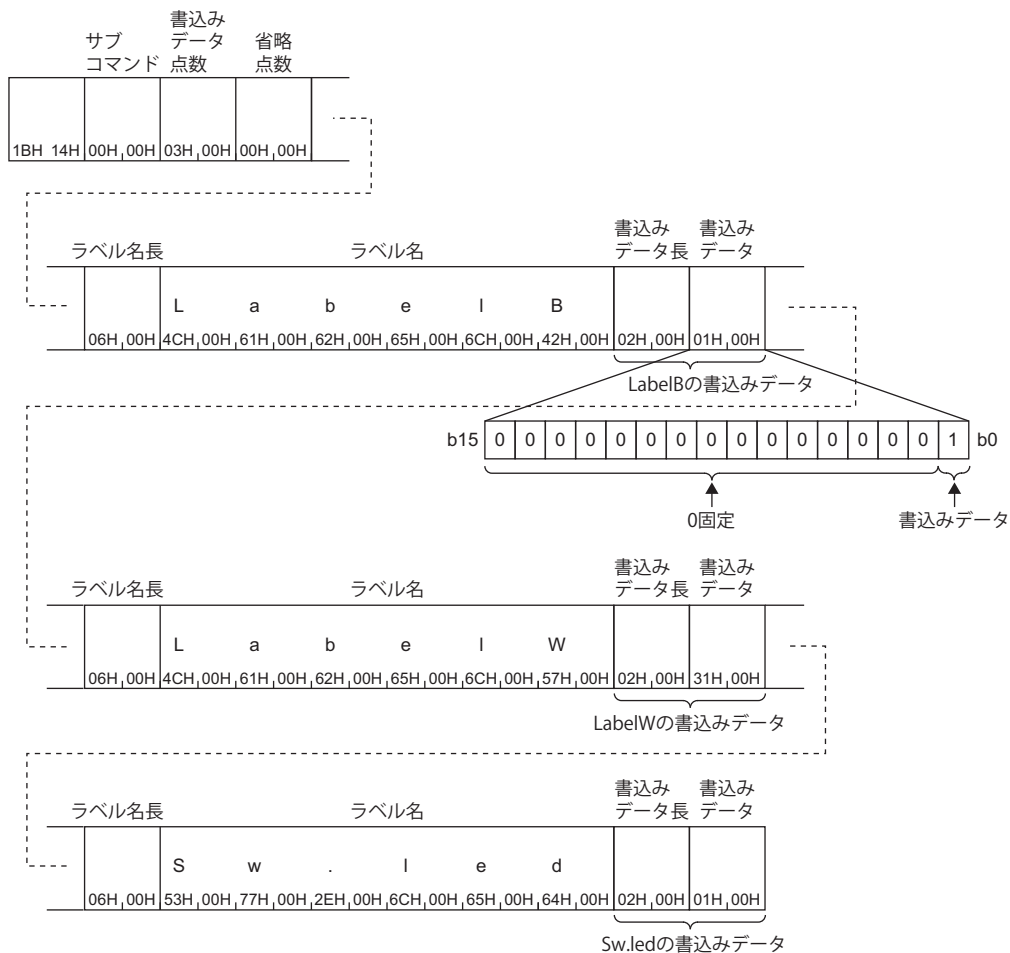 サブ
コマンド
書込み
データ
点数
省略
点数
1BH 14H 00H 00H 03H 00H 00H 00H
ラベル名長
ラベル名
書込み
データ長
書込み
データ
L a b e l B
06H 00H 4CH 00H 61H 00H 62H 00H 65H 00H 6CH 00H 42H 00H 02H 00H 01H 00H
LabelBの書込みデータ
b15 0 0 0 0 0 0 0 0 0 0 0 0 0 0 0 1 b0
0固定
書込みデータ
ラベル名長
ラベル名
書込み
データ長
書込み
データ
L a b e l W
06H 00H 4CH 00H 61H 00H 62H 00H 65H 00H 6CH 00H 57H 00H 02H 00H 31H 00H
LabelWの書込みデータ
ラベル名長
ラベル名
書込み
データ長
書込み
データ
S w . l e d
06H 00H 53H 00H 77H 00H 2EH 00H 6CH 00H 65H 00H 64H 00H 02H 00H 01H 00H
Sw.ledの書込みデータ